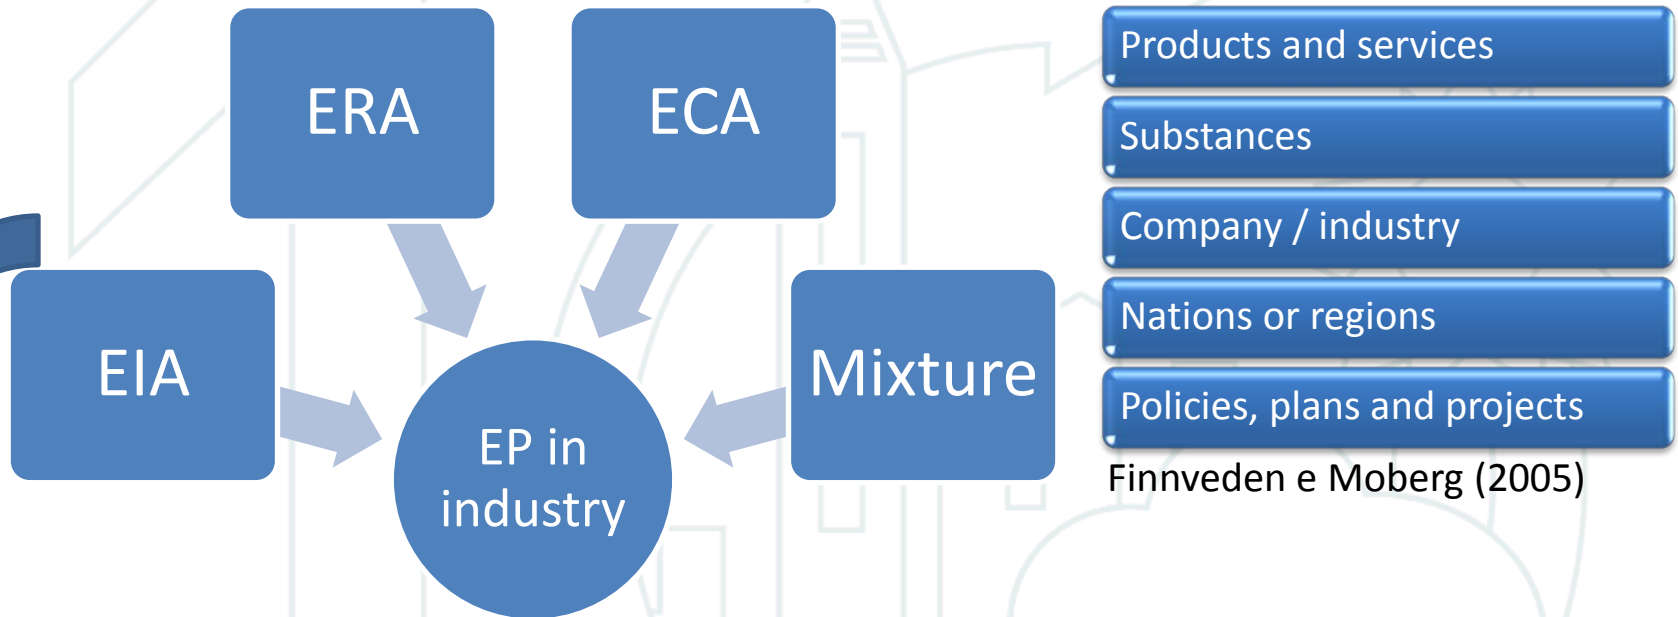 ERA
ECA
EIA
Mixture
EP in
industry
Products and services
Substances
Company / industry
Nations or regions
Policies, plans and projects
Finnveden e Moberg (2005)